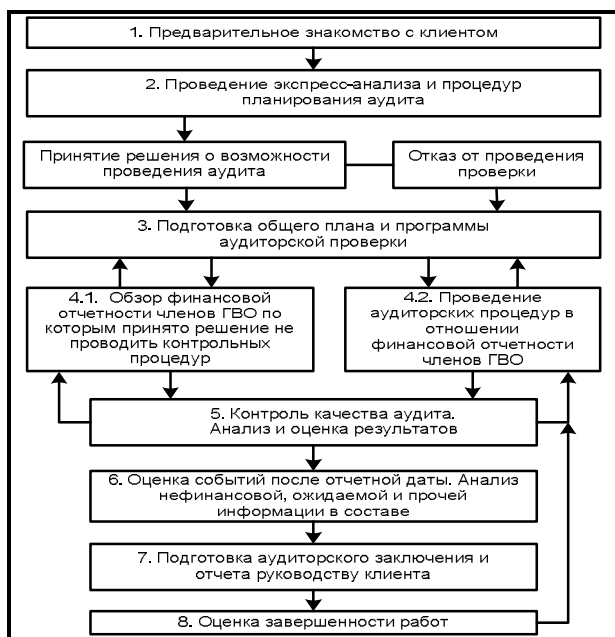 1. Предварительное знакомство с клиентом
2. Проведение экспресс-анализа и процедур
планирования аудита
Принятие решения о возможности
проведения аудита
Отказ от проведения
проверки
3. Подготовка общего плана и программы
аудиторской проверки
4.1. Обзор финансовой
отчетности членов ГВО по
которым принято решение не
проводить контрольных
процедур
4.2. Проведение
аудиторских процедур в
отношении
финансовой отчетности
членов ГВО
5. Контроль качества аудита.
Анализ и оценка результатов
6. Оценка событий после отчетной даты. Анализ
нефинансовой, ожидаемой и прочей
информации в составе
7. Подготовка аудиторского заключения и
отчета руководству клиента
8. Оценка завершенности работ